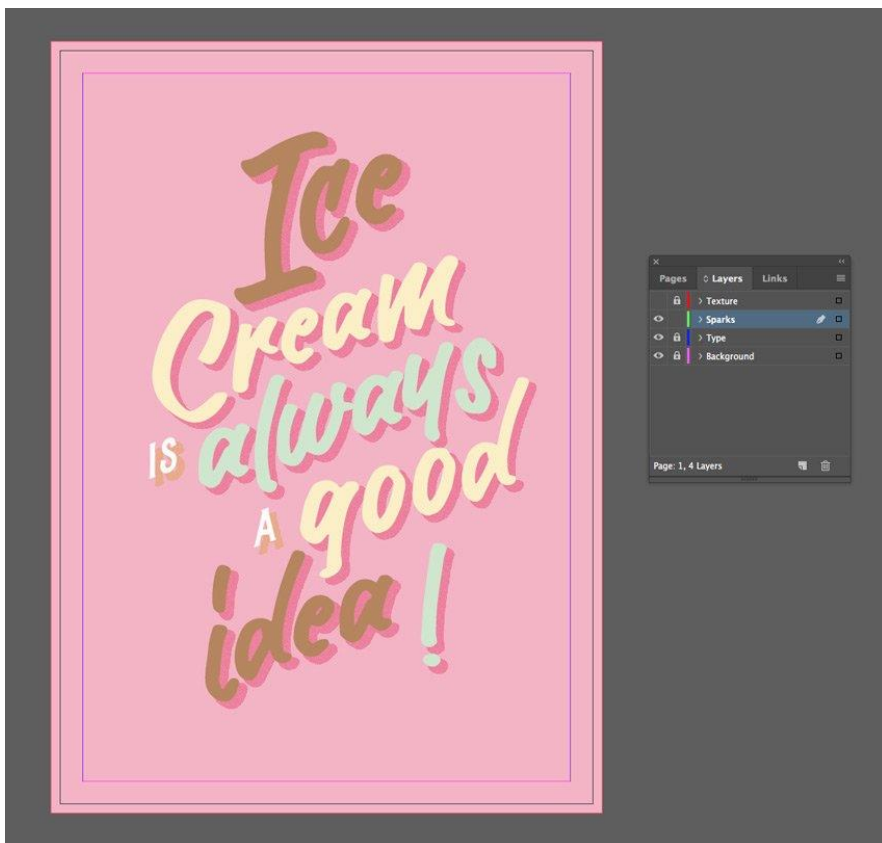 Ice
Cream
IS always
A good
idea!
Pages Layers Links
Texture
Sparks
Type
Background
Page: 1, 4 Layers